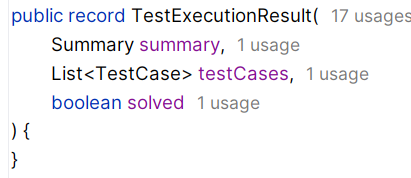 public record TestExecutionResult( 17 usages
Summary summary, 1 usage
List<TestCase> testCases, 1 usage
boolean solved 1 usage
) {
}